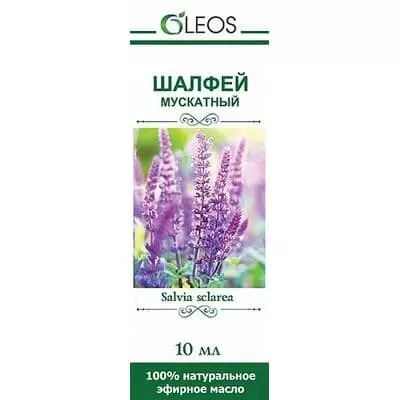 OLEOS
ШАЛФЕЙ
МУСКАТНЫЙ
Salvia sclarea
10 мл
100% натуральное
эфирное масло